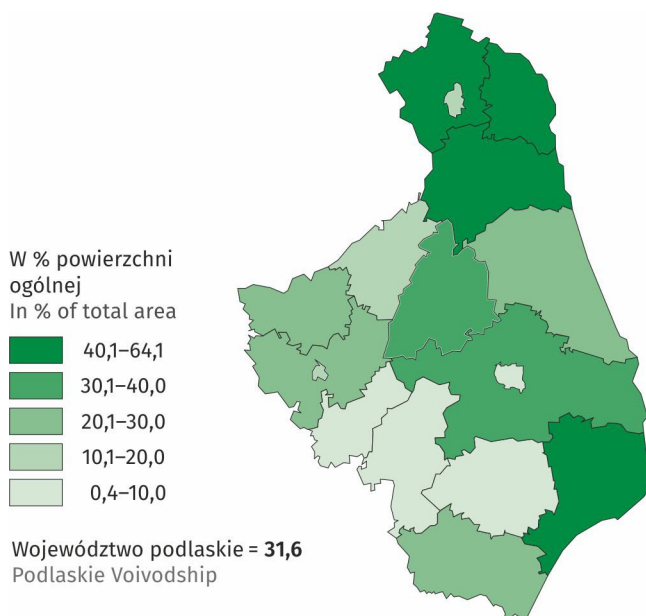 W % powierzchni
ogólnej
In % of total area
40,1–64,1
30,1–40,0
20,1–30,0
10,1–20,0
0,4–10,0
Województwo podlaskie = 31,6
Podlaskie Voivodship